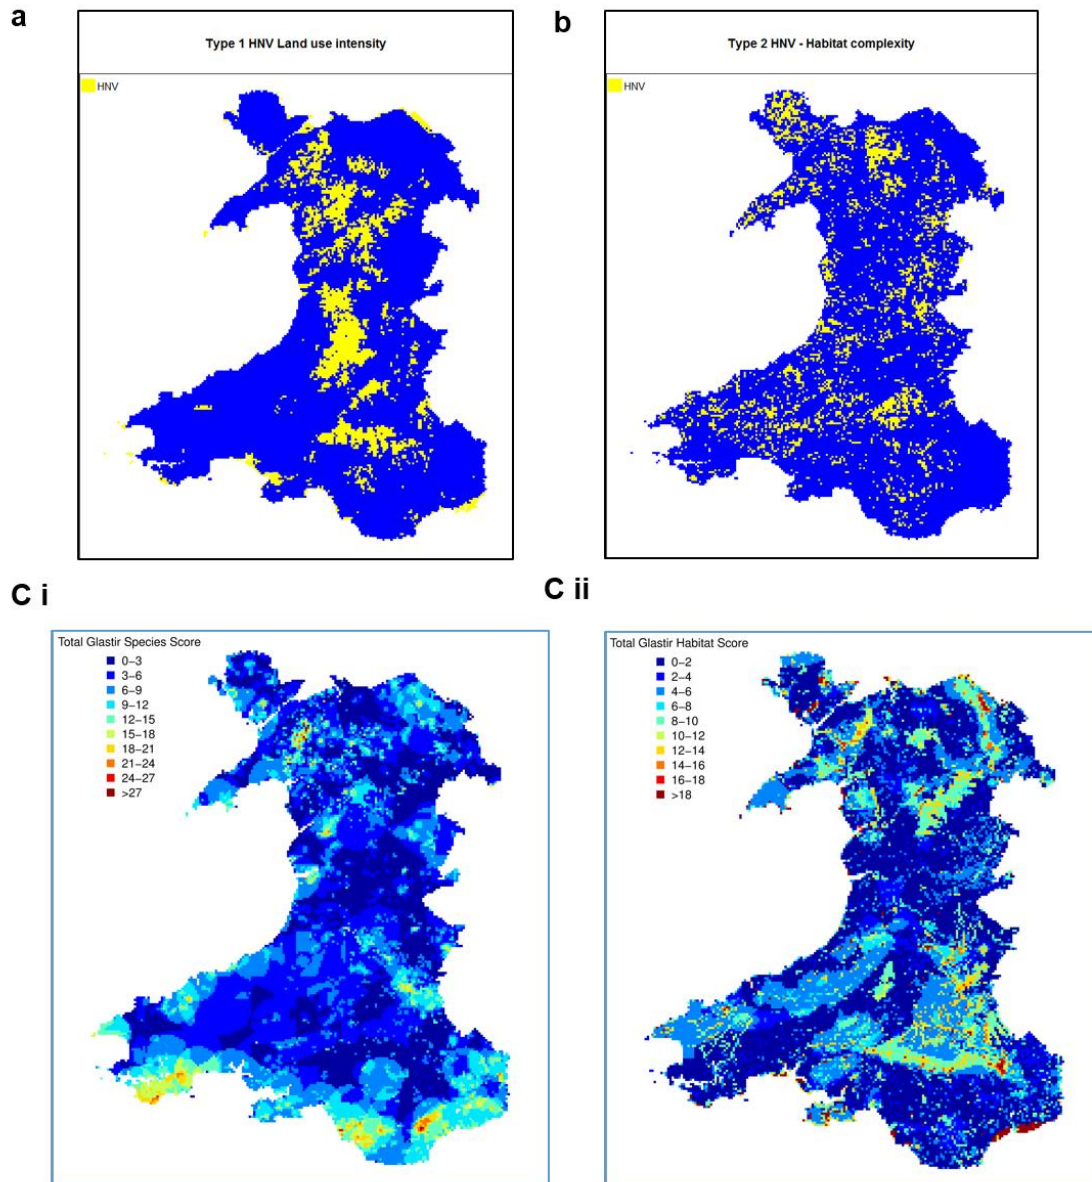 a
Type 1 HNV Land use intensity
HNV
b
Type 2 HNV - Habitat complexity
HNV
C i
Total Glastir Species Score
0–3
3–6
6–9
9–12
12–15
15–18
18–21
21–24
24–27
>27
C ii
Total Glastir Habitat Score
0–2
2–4
4–6
6–8
8–10
10–12
12–14
14–16
16–18
>18